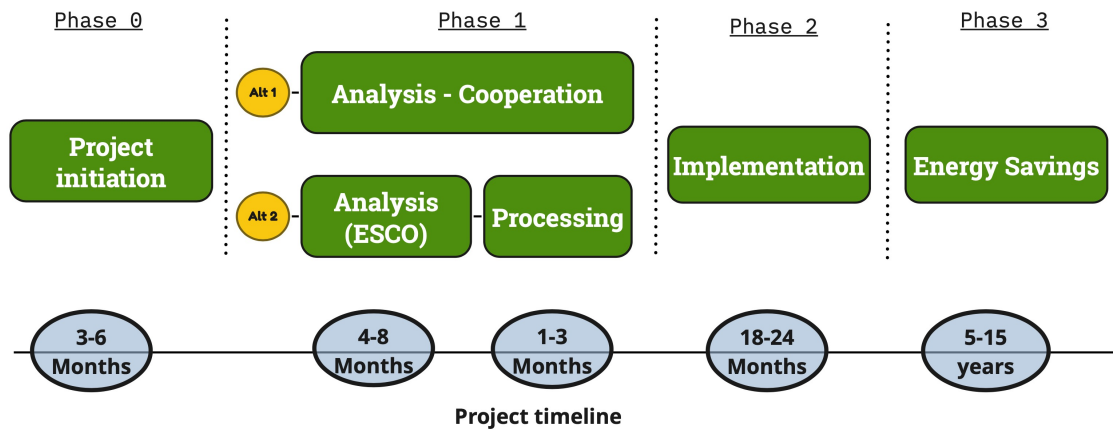 Phase 0
Phase 1
Phase 2
Phase 3
Project
initiation
Alt 1
Analysis - Cooperation
Alt 2
Analysis
(ESCO)
Processing
Implementation
Energy Savings
3-6
Months
4-8
Months
1-3
Months
18-24
Months
5-15
years
Project timeline